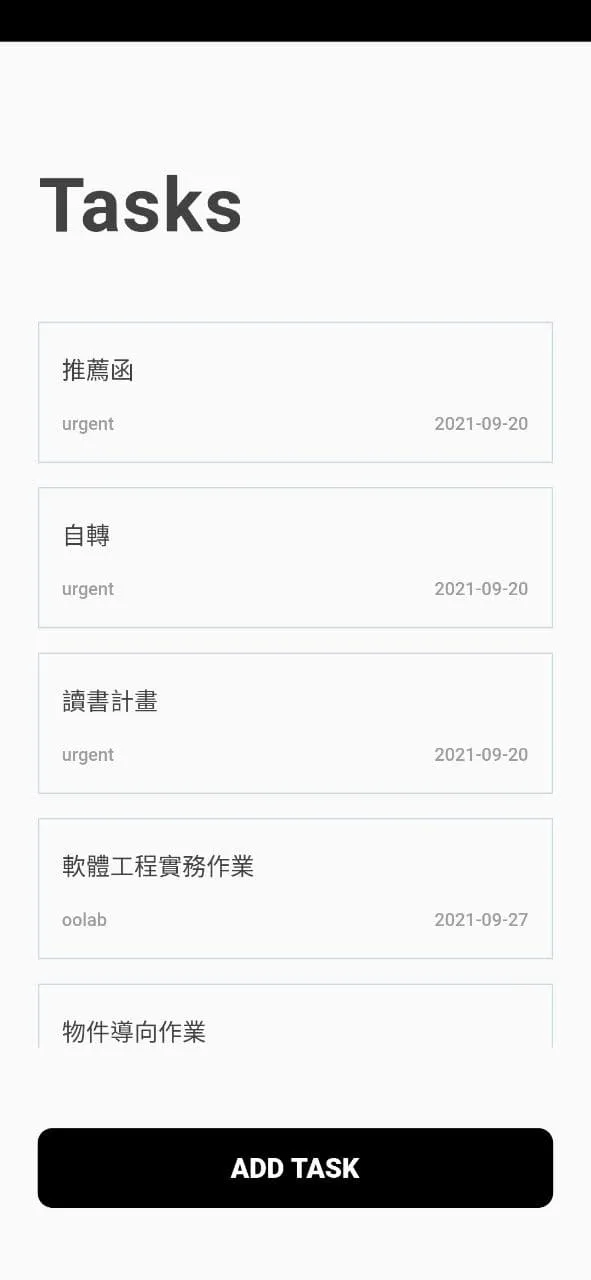 Tasks
推薦函
urgent
2021-09-20
自轉
urgent
2021-09-20
讀書計畫
urgent
2021-09-20
軟體工程實務作業
oolab
2021-09-27
物件導向作業
ADD TASK